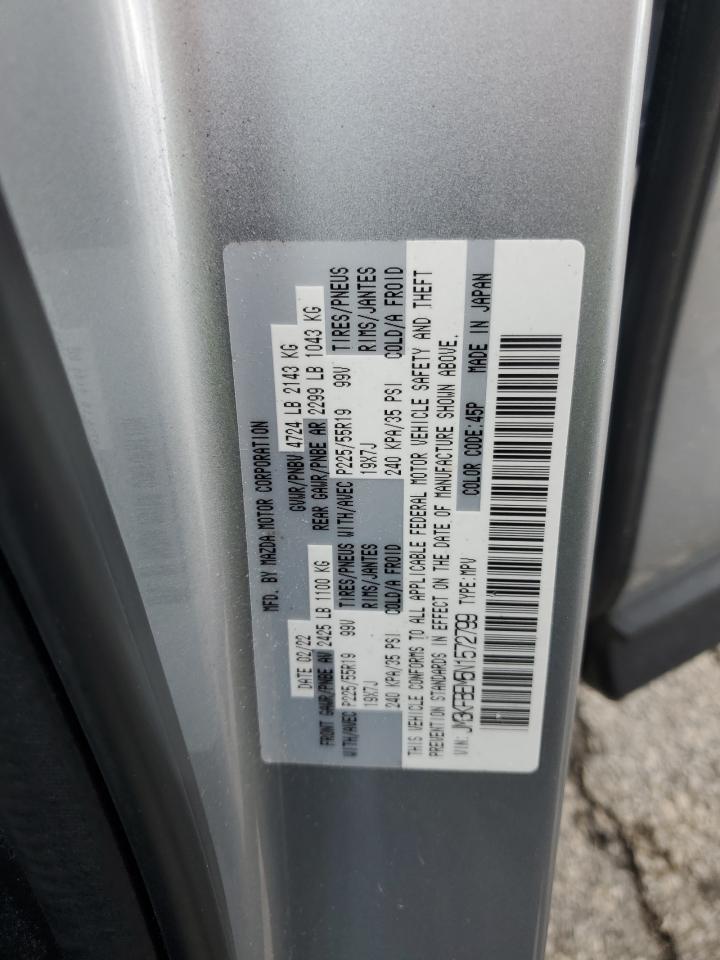 MFD. BY MAZDA MOTOR CORPORATION
DATE 02/22 GVWR/PNBV 4724 LB 2143 KG
FRONT GAWR/PNBE AV 2425 LB 1100 KG REAR GAWR/PNBE AR 2299 LB 1043 KG
WITH/AVEC P225/55R19 99V TIRES/PNEUS WITH/AVEC P225/55R19 99V TIRES/PNEUS
19X7J RIMS/JANTES 19X7J RIMS/JANTES
240 KPA/35 PSI COLD/A FROID 240 KPA/35 PSI COLD/A FROID
THIS VEHICLE CONFORMS TO ALL APPLICABLE FEDERAL MOTOR VEHICLE SAFETY AND THEFT
PREVENTION STANDARDS IN EFFECT ON THE DATE OF MANUFACTURE SHOWN ABOVE.
VIN: JM3KFBEM5N1572799 TYPE:MPV COLOR CODE:45P MADE IN JAPAN